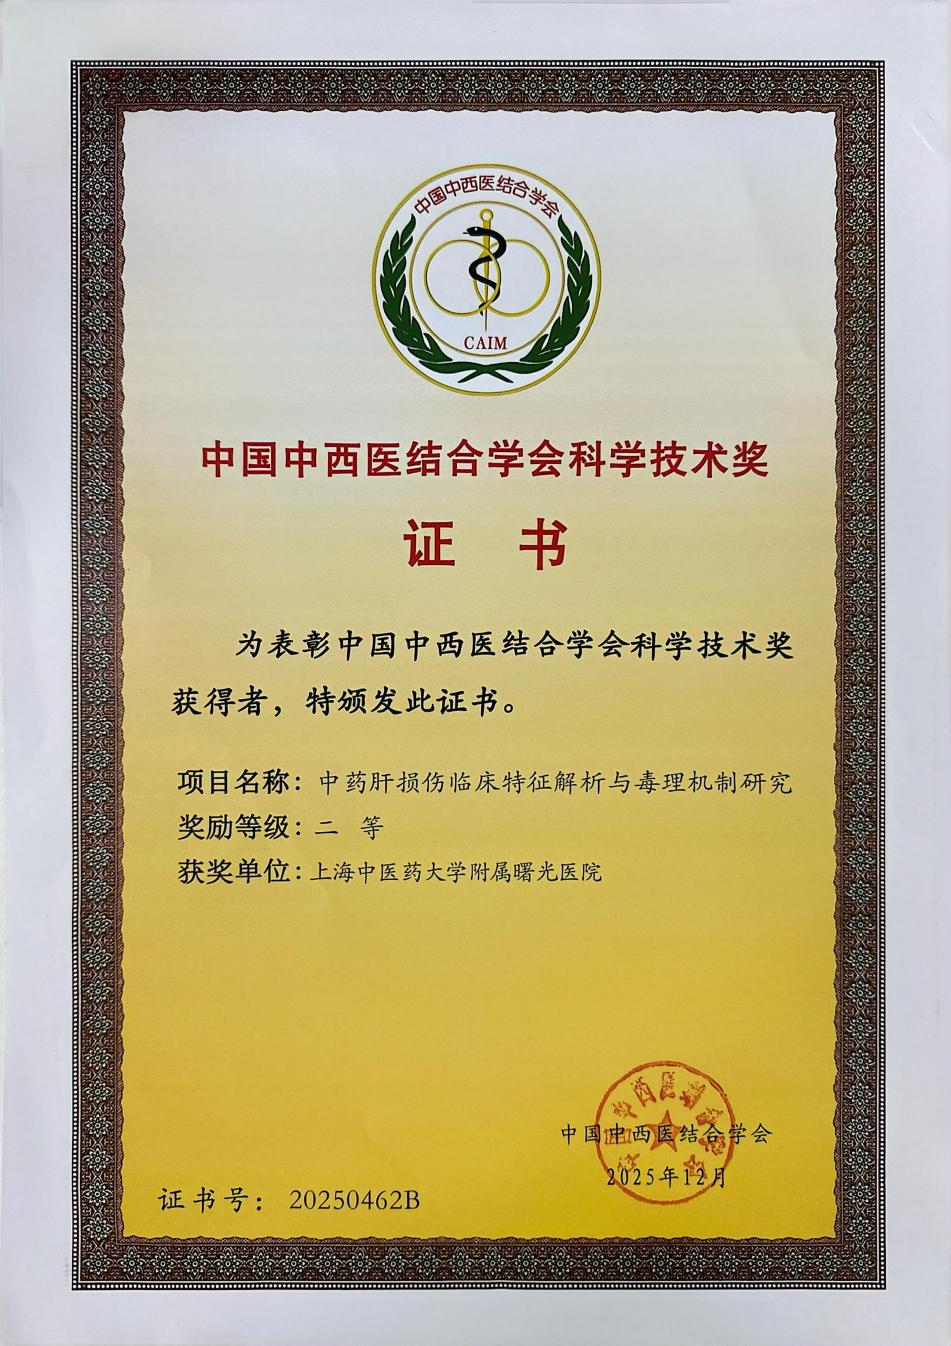 中国中西医结合学会
CAIM
中国中西医结合学会科学技术奖
证 书
为表彰中国中西医结合学会科学技术奖
获得者，特颁发此证书。
项目名称：中药肝损伤临床特征解析与毒理机制研究
奖励等级：二 等
获奖单位：上海中医药大学附属曙光医院
中国中西医结合学会
2025年12月
证书号：20250462B